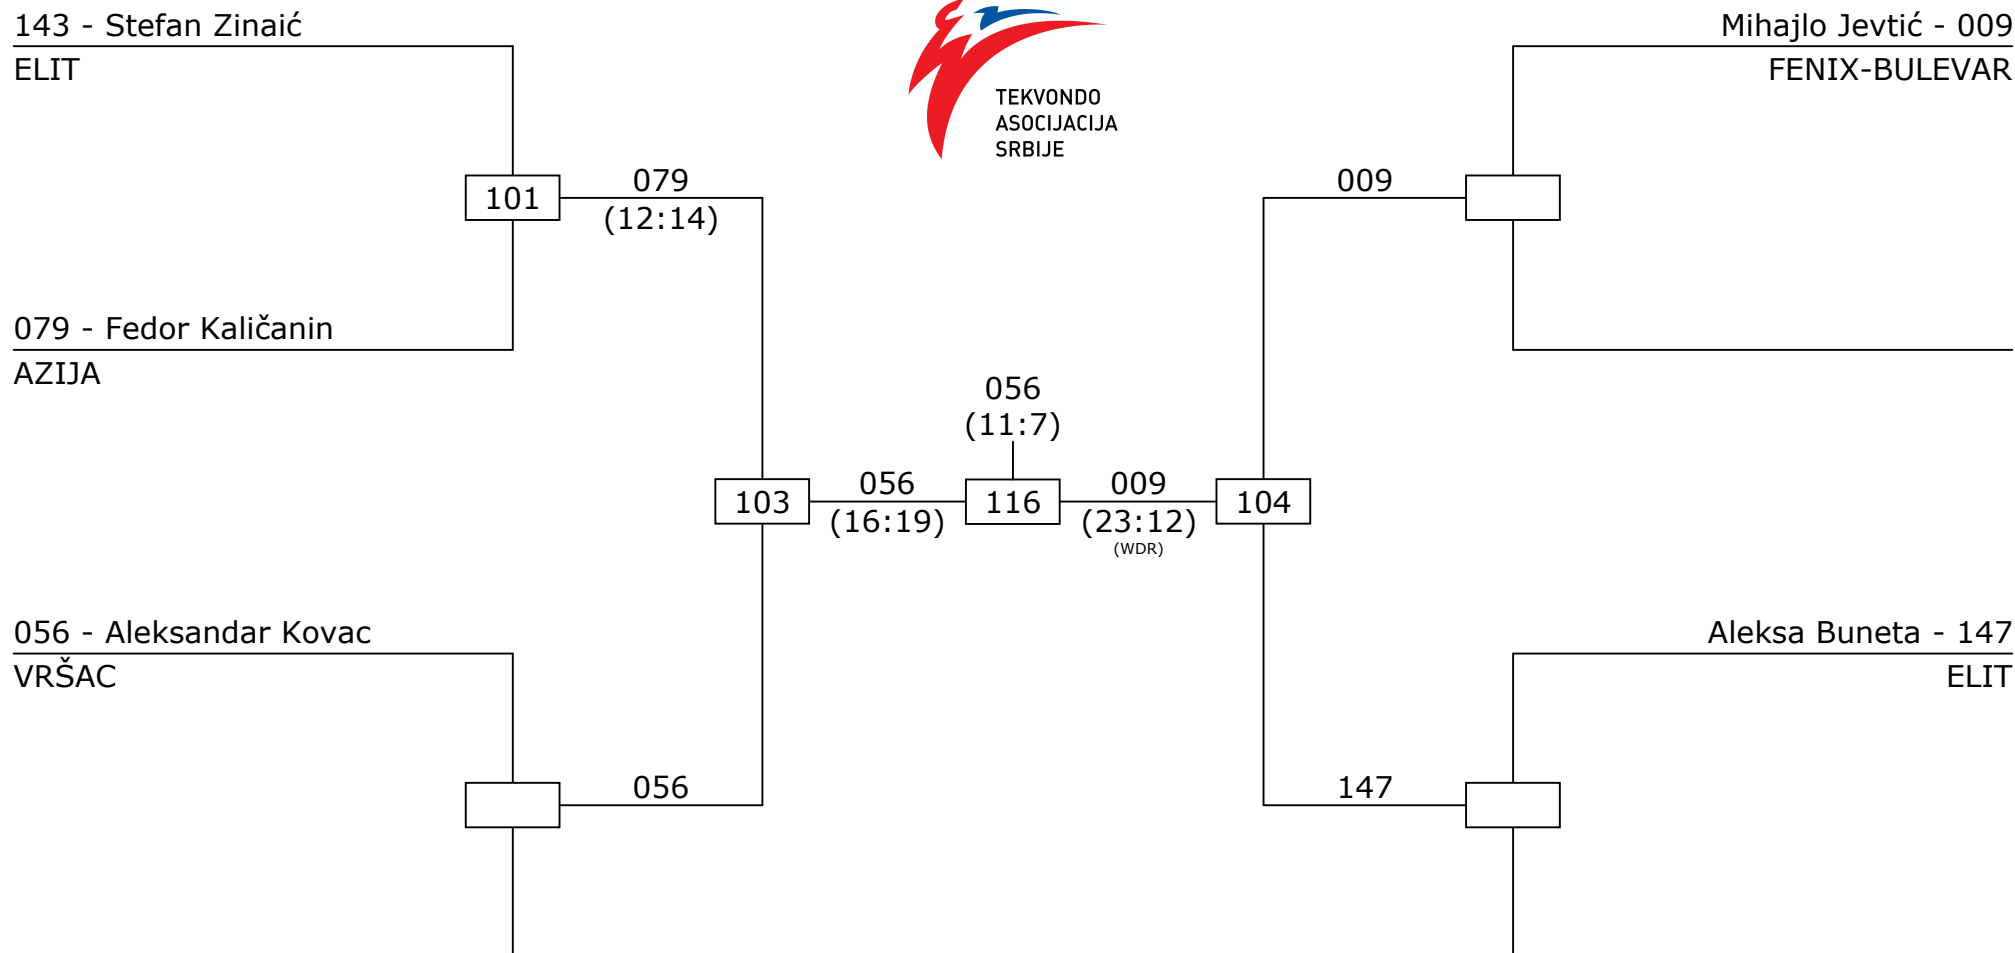 143 - Stefan Zinaić
ELIT
Mihajlo Jevtić - 009
FENIX-BULEVAR
TEKVONDO
ASOCIJACIJA
SRBIJE
101
079
(12:14)
009
079 - Fedor Kaličanin
AZIJA
056
(11:7)
103
056
(16:19)
116
009
(23:12)
(WDR)
104
056 - Aleksandar Kovac
VRŠAC
Aleksa Buneta - 147
ELIT
056
147